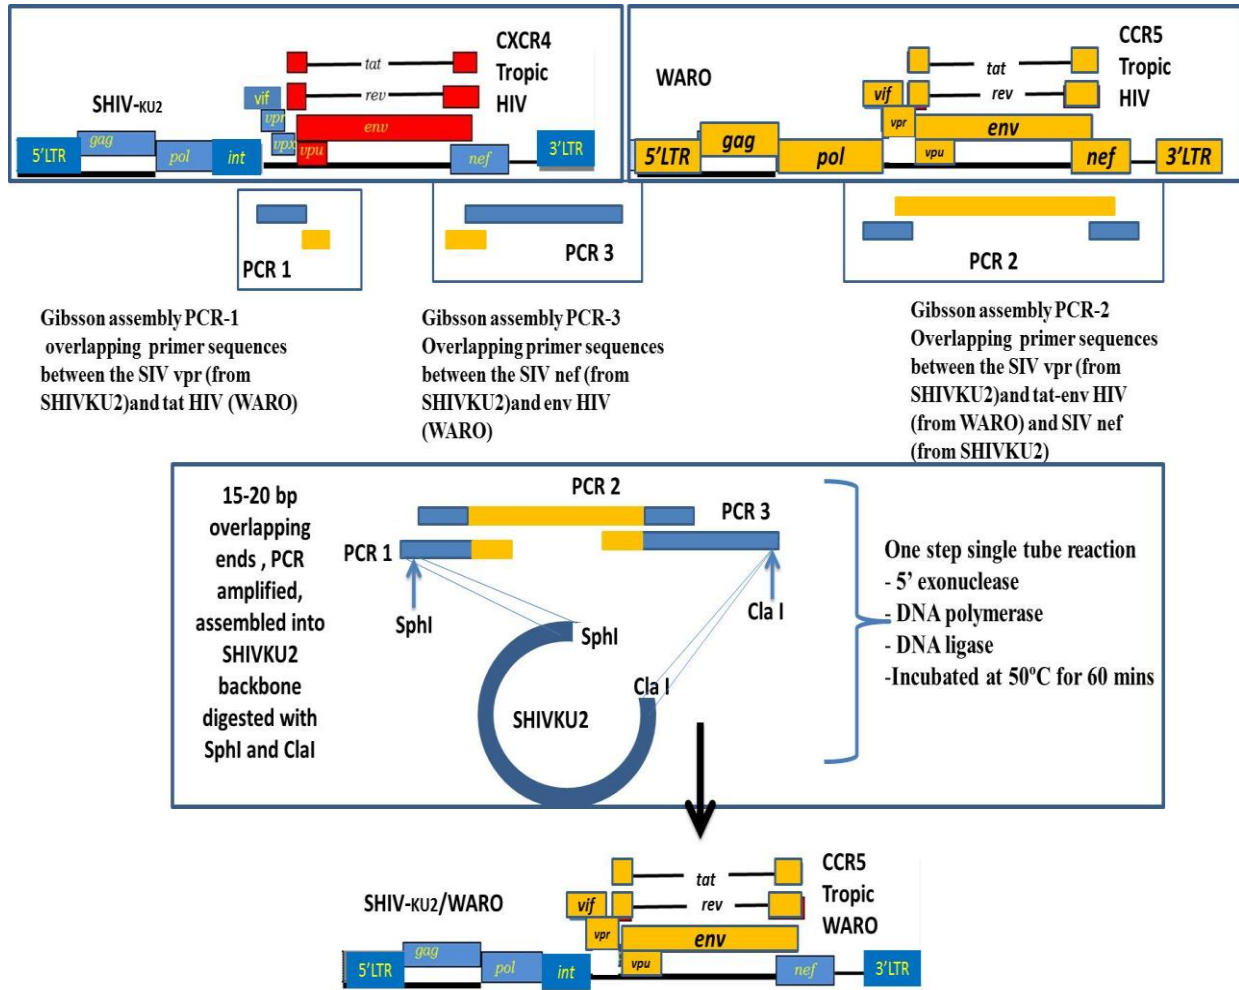 SHIV-KU2
CXCR4
Tropic
HIV
tat
rev
vif
vpr
vpx
vpu
env
5'LTR
gag
pol
int
nef
3'LTR
WARO
CCR5
Tropic
HIV
tat
rev
vif
vpr
env
vpu
5'LTR
gag
pol
nef
3'LTR
PCR 1
PCR 3
PCR 2
Gibsson assembly PCR-1
overlapping primer sequences
between the SIV vpr (from
SHIVKU2)and tat HIV (WARO)
Gibsson assembly PCR-3
Overlapping primer sequences
between the SIV nef (from
SHIVKU2)and env HIV
(WARO)
Gibsson assembly PCR-2
Overlapping primer sequences
between the SIV vpr (from
SHIVKU2)and tat-env HIV
(from WARO) and SIV nef
(from SHIVKU2)
15-20 bp
overlapping
ends , PCR
amplified,
assembled into
SHIVKU2
backbone
digested with
SphI and ClaI
PCR 2
PCR 3
PCR 1
SphI
Cla I
SphI
Cla I
SHIVKU2
One step single tube reaction
- 5' exonuclease
- DNA polymerase
- DNA ligase
-Incubated at 50ºC for 60 mins
SHIV-KU2/WARO
CCR5
Tropic
WARO
tat
rev
vif
vpr
env
vpu
5'LTR
gag
pol
int
nef
3'LTR